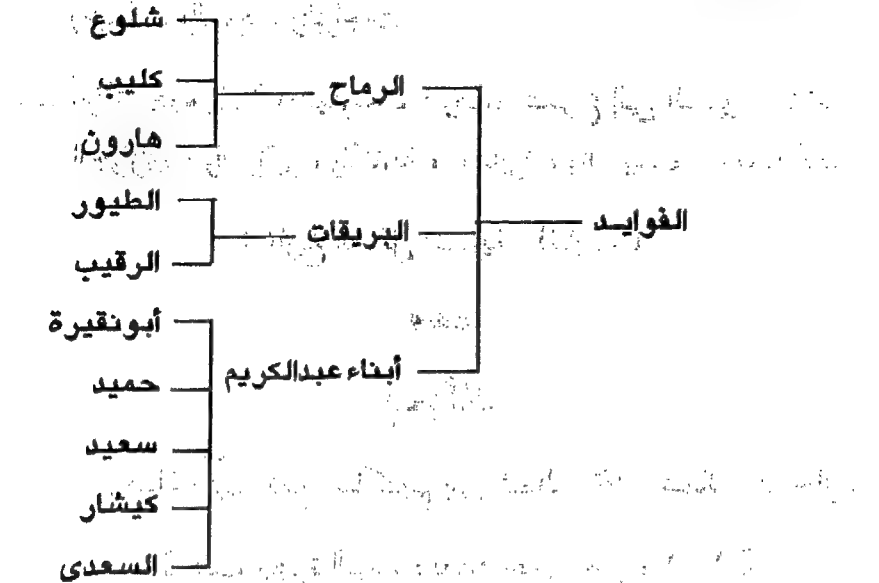 الفوايد
الرماح
شلوع
كليب
هارون
البريقات
الطيور
الرقيب
أبناء عبدالكريم
أبونقيرة
حميد
سعيد
كيشار
السعدي